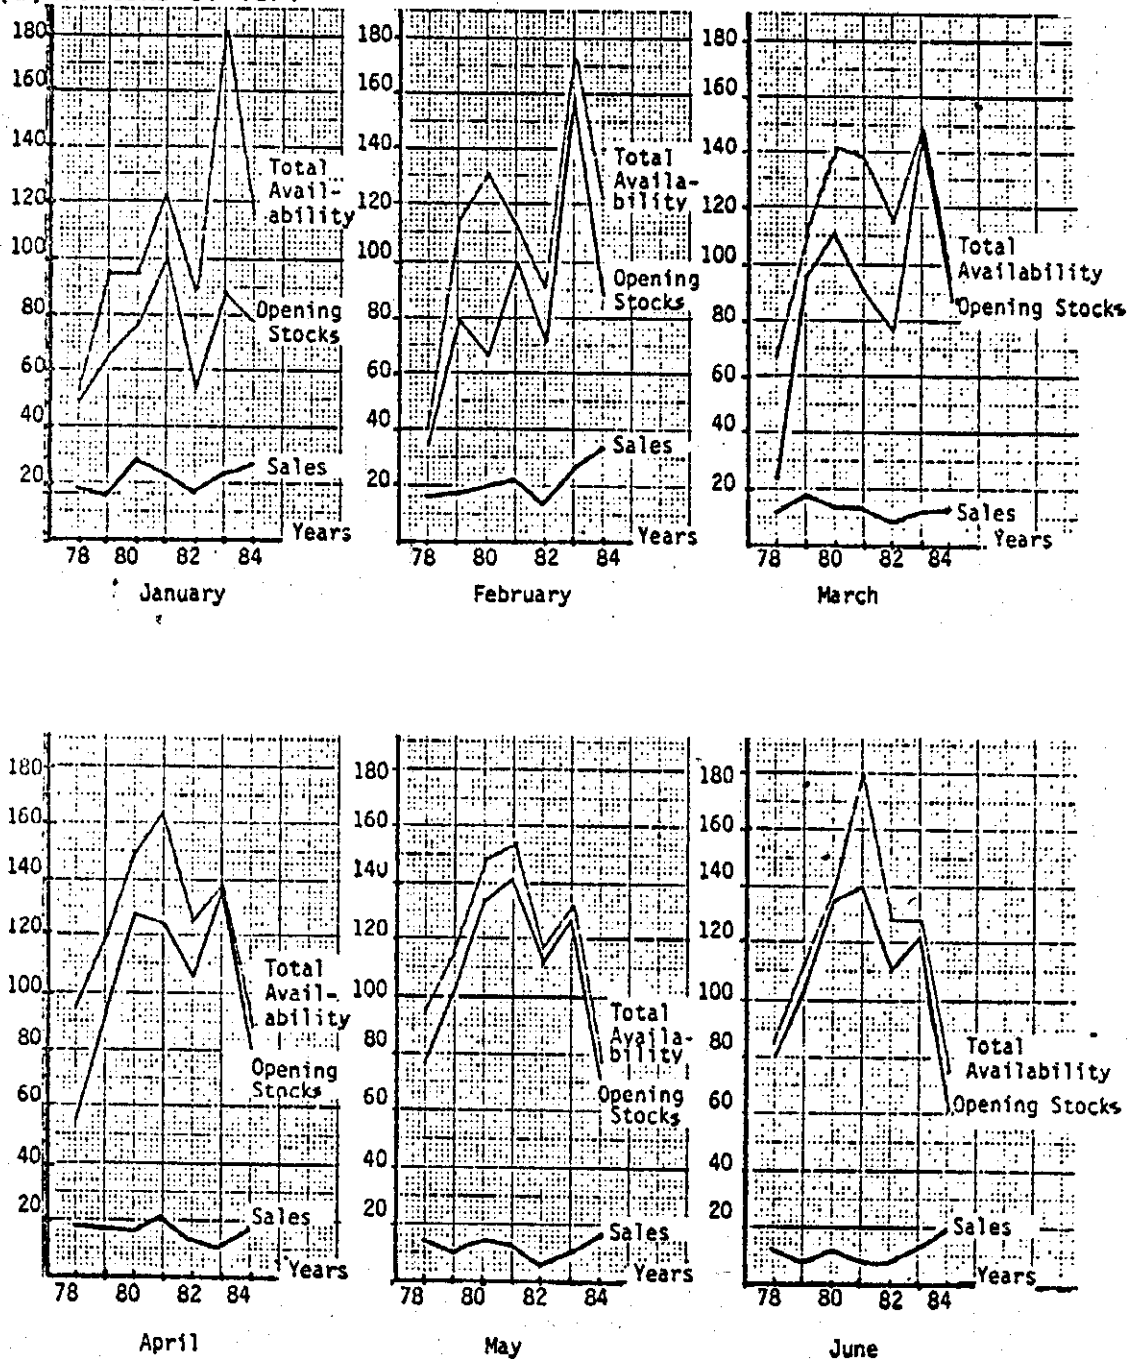 180
160
140
120
100
80
60
40
20
Total
Avail-
ability
Opening
Stocks
Sales
Years
78 80 82 84
January
180
160
140
120
100
80
60
40
20
Total
Availa-
bility
Opening
Stocks
Sales
Years
78 80 82 84
February
180
160
140
120
100
80
60
40
20
Total
Availability
Opening Stocks
Sales
Years
78 80 82 84
March
180
160
140
120
100
80
60
40
20
Total
Avail-
ability
Opening
Stocks
Sales
Years
78 80 82 84
April
180
160
140
120
100
80
60
40
20
Total
Availa-
bility
Opening
Stocks
Sales
Years
78 80 82 84
May
180
160
140
120
100
80
60
40
20
Total
Availability
Opening Stocks
Sales
Years
78 80 82 84
June